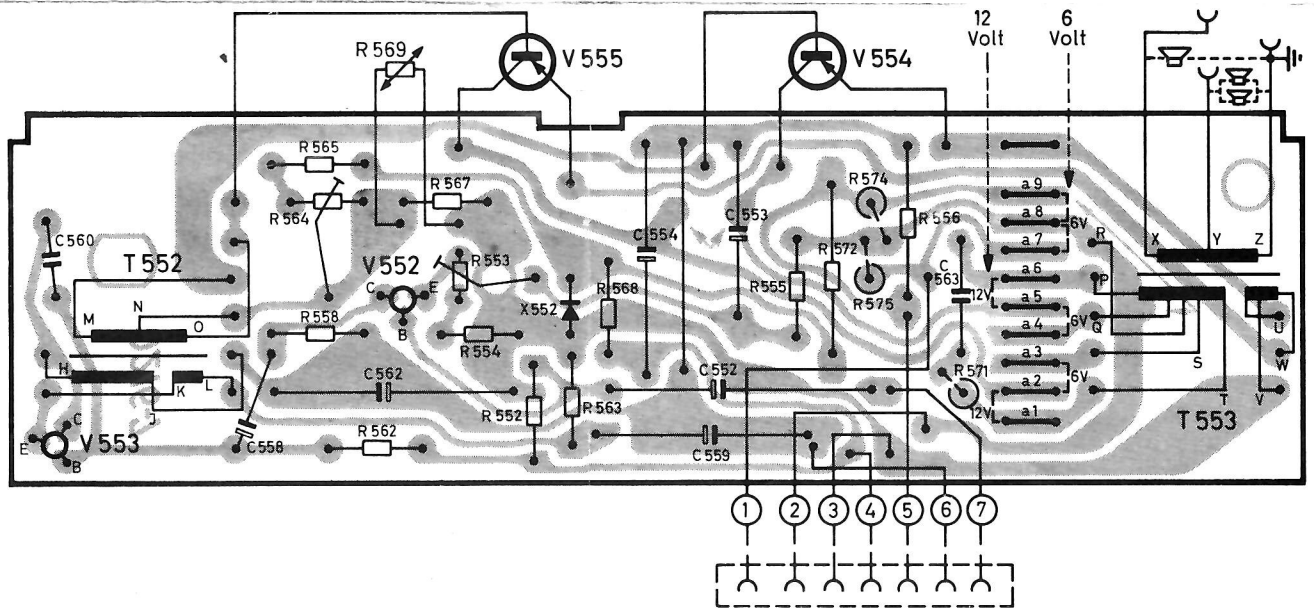 12 Volt
6 Volt
R 569
V 555
V 554
R 565
R 564
R 567
R 574
C 560
T 552
V 552
C
E
B
R 553
X 552
R 568
C 554
C 553
R 572
R 555
R 575
R 556
C 563
a 9
a 8
6V
a 7
a 6
12V
a 5
a 4
6V
a 3
a 2
6V
12V
a 1
R
X
Y
Z
P
Q
S
T
U
W
V
T 553
M
N
O
H
K
L
J
R 558
R 554
C 562
R 552
R 563
C 552
R 571
C
E
B
V 553
C 558
R 562
C 559
1
2
3
4
5
6
7